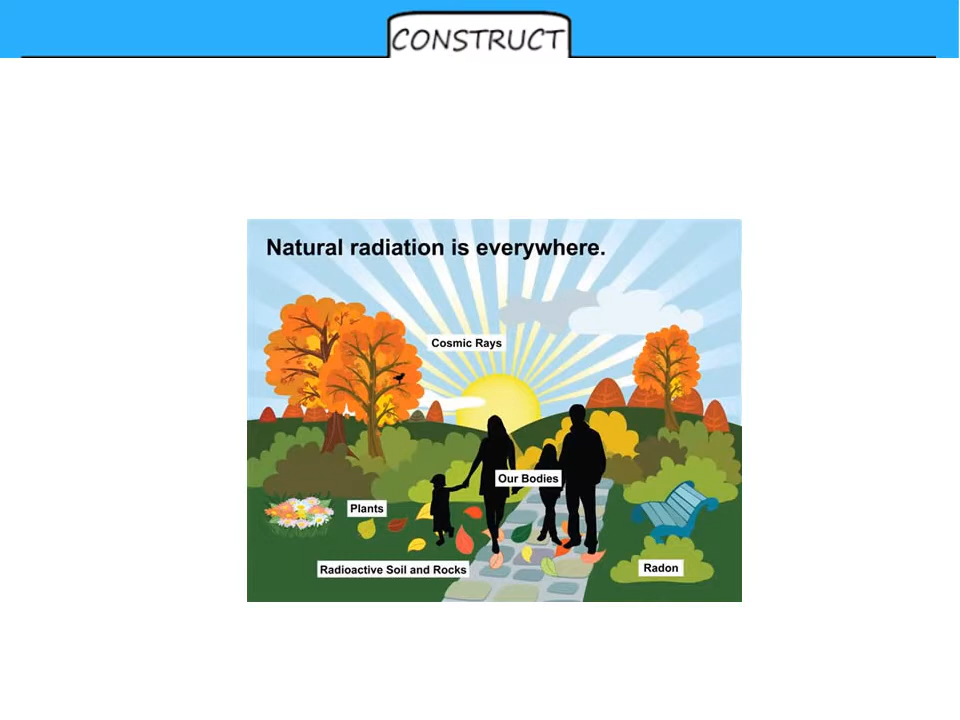 CONSTRUCT
Natural radiation is everywhere.
Cosmic Rays
Our Bodies
Plants
Radioactive Soil and Rocks
Radon